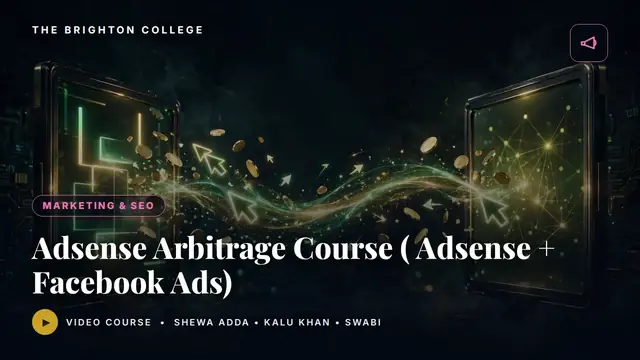 THE BRIGHTON COLLEGE
MARKETING & SEO
Adsense Arbitrage Course ( Adsense +
Facebook Ads)
VIDEO COURSE • SHEWA ADDA • KALU KHAN • SWABI